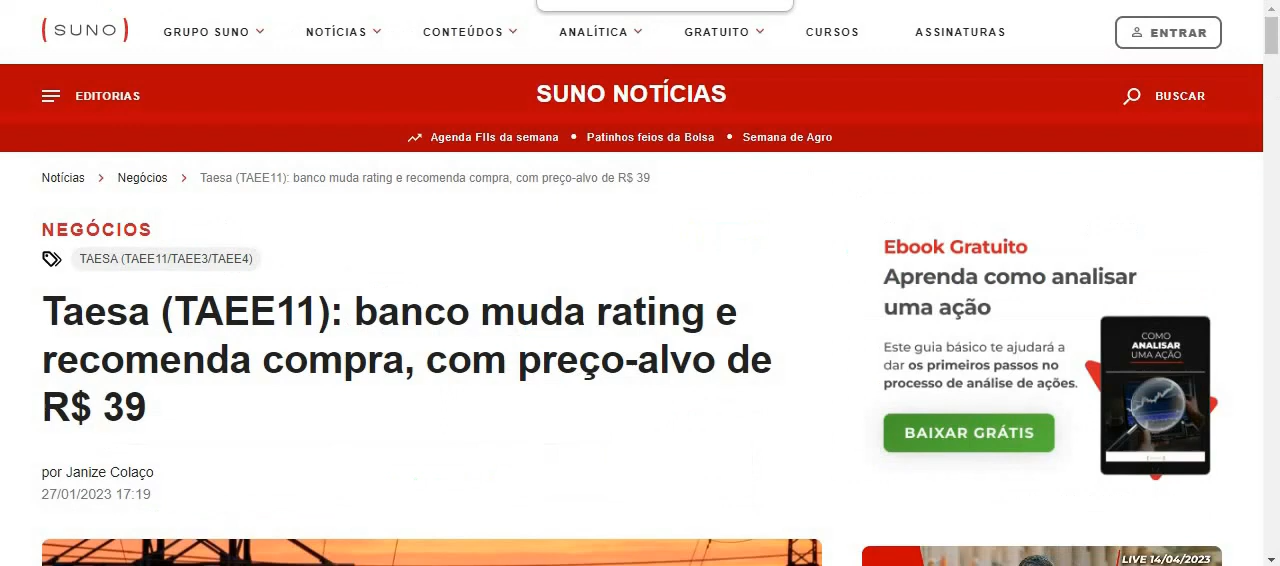 SUNO
GRUPO SUNO
NOTÍCIAS
CONTEÚDOS
ANALÍTICA
GRATUITO
CURSOS
ASSINATURAS
ENTRAR
EDITORIAS
SUNO NOTÍCIAS
BUSCAR
Agenda FIIs da semana • Patinhos feios da Bolsa • Semana de Agro
Notícias > Negócios > Taesa (TAEE11): banco muda rating e recomenda compra, com preço-alvo de R$ 39
NEGÓCIOS
TAESA (TAEE11/TAEE3/TAEE4)
Taesa (TAEE11): banco muda rating e
recomenda compra, com preço-alvo de
R$ 39
por Janize Colaço
27/01/2023 17:19
Ebook Gratuito
Aprenda como analisar
uma ação
Este guia básico te ajudará a
dar os primeiros passos no
processo de análise de ações.
BAIXAR GRÁTIS
COMO
ANALISAR
UMA AÇÃO
LIVE 14/04/2023